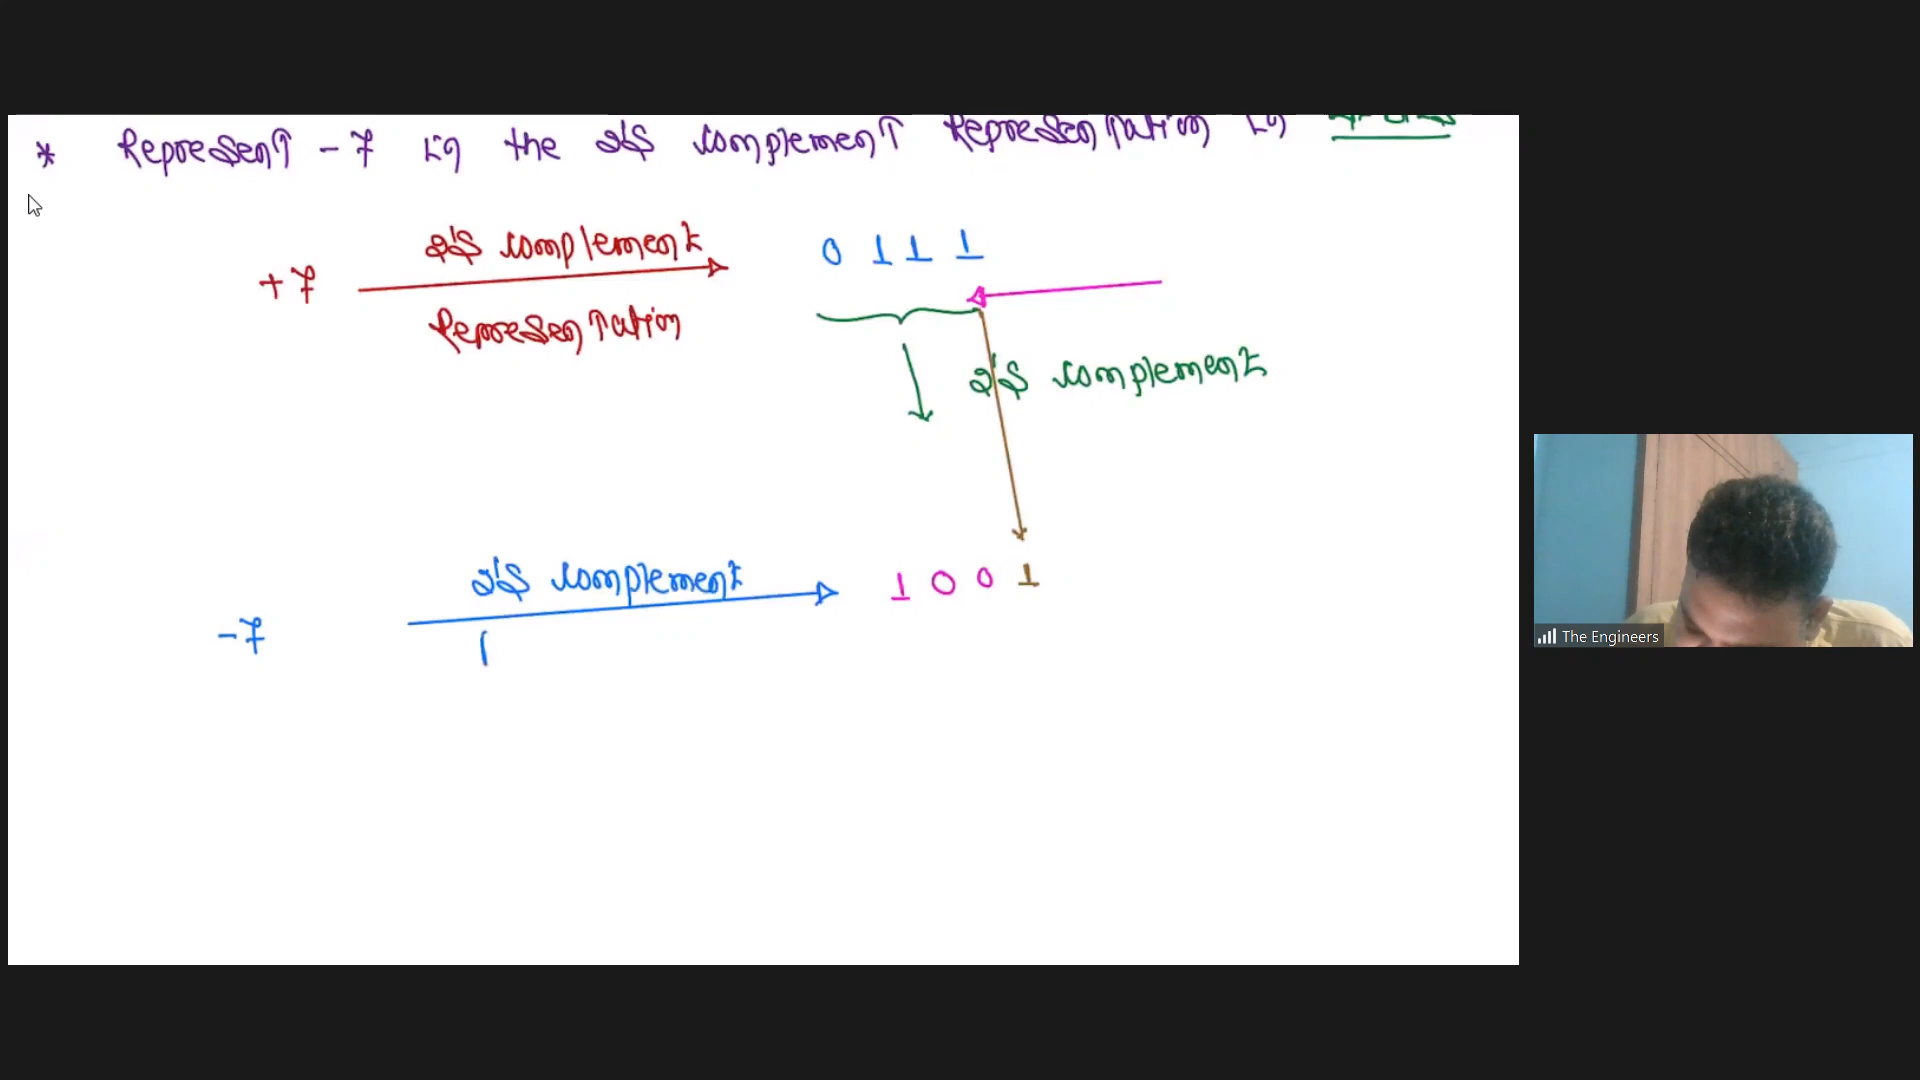 * Represent -7 in the 2's complement Representation in
+7 2's complement 0 1 1 1
Representation
2's complement
-7 2's complement 1 0 0 1
The Engineers